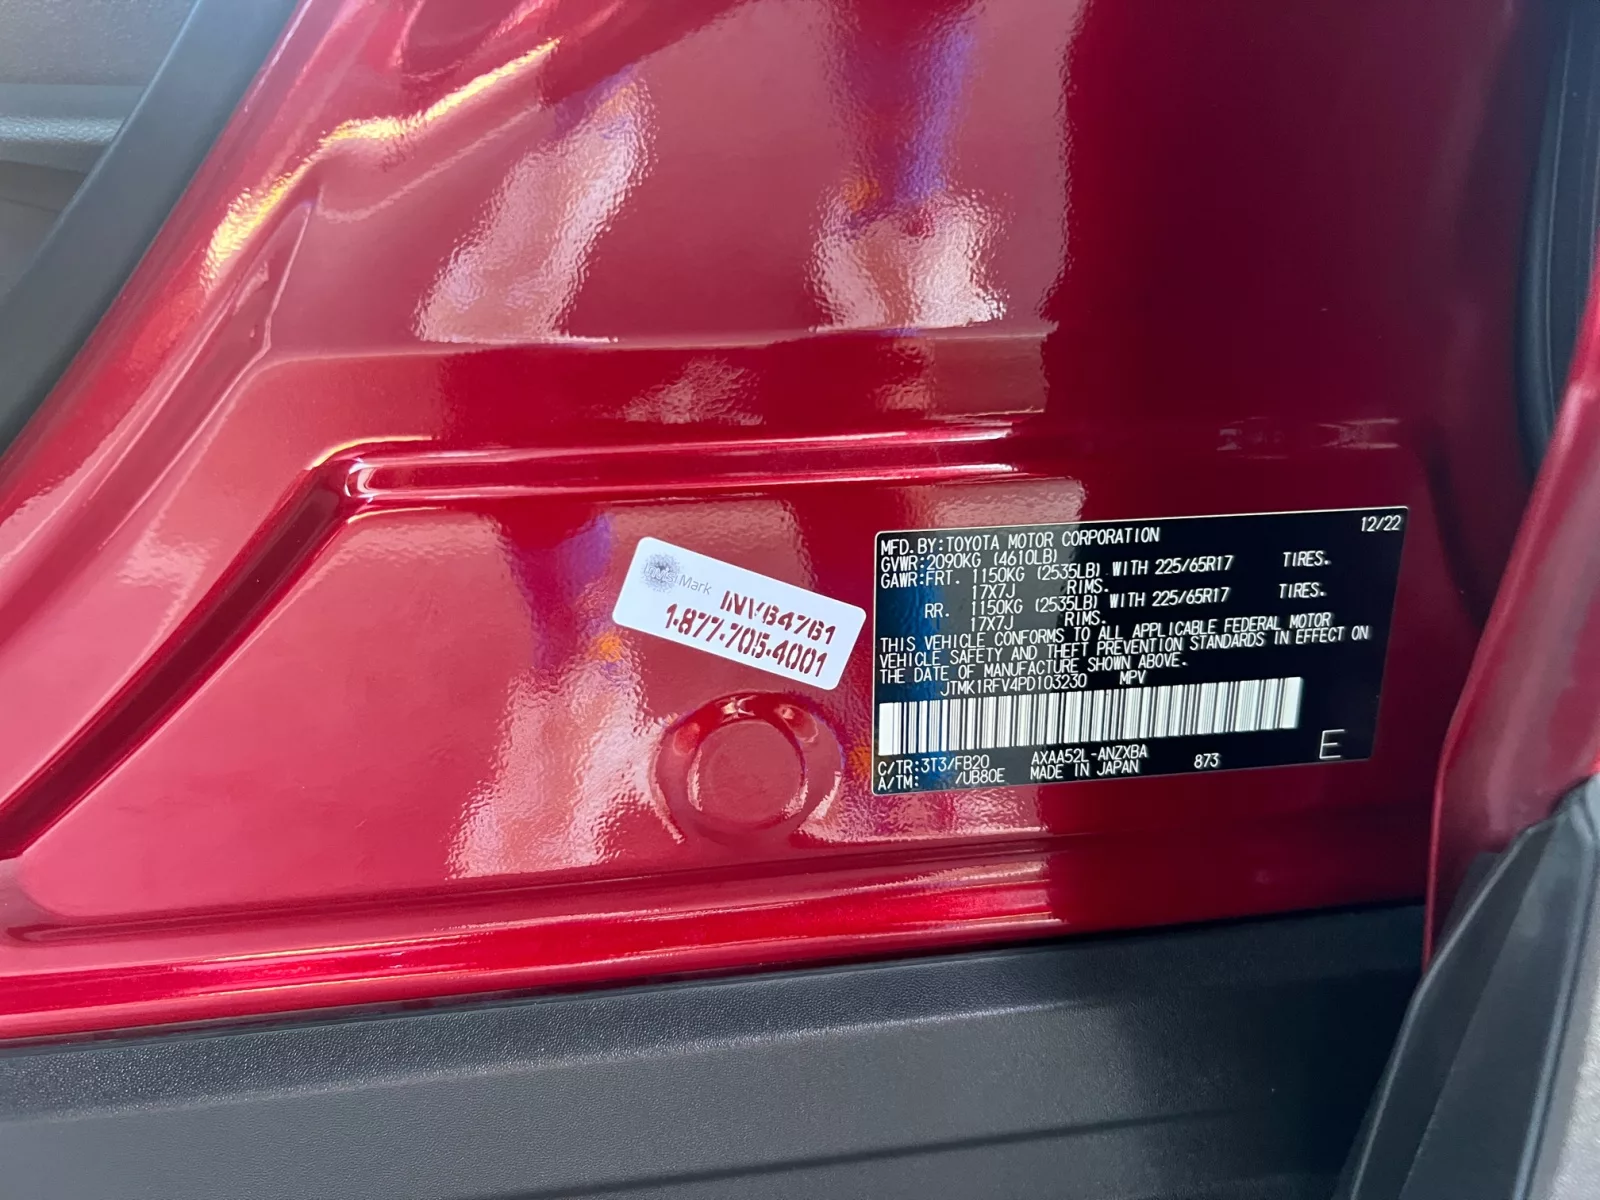 Mark
INV64761
1-877-705-4001
12/22
MFD. BY: TOYOTA MOTOR CORPORATION
GVWR: 2090KG (4610LB)
GAWR: FRT. 1150KG (2535LB) WITH 225/65R17 TIRES.
17X7J RIMS.
RR. 1150KG (2535LB) WITH 225/65R17 TIRES.
17X7J RIMS.
THIS VEHICLE CONFORMS TO ALL APPLICABLE FEDERAL MOTOR
VEHICLE SAFETY AND THEFT PREVENTION STANDARDS IN EFFECT ON
THE DATE OF MANUFACTURE SHOWN ABOVE.
JTMK1RFV4PD103230 MPV
C/TR: 3T3/FB20 AXAA52L-ANZXBA 873
A/TM: /UB80E MADE IN JAPAN
E